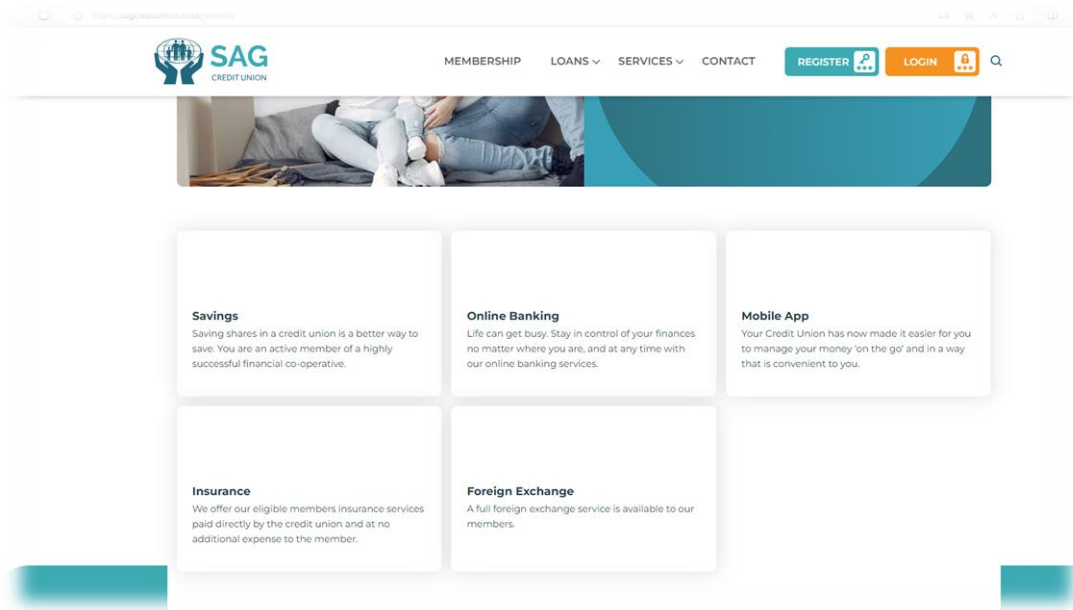 SAG
CREDIT UNION
MEMBERSHIP
LOANS
SERVICES
CONTACT
REGISTER
LOGIN
Savings
Saving shares in a credit union is a better way to
save. You are an active member of a highly
successful financial co-operative.
Online Banking
Life can get busy. Stay in control of your finances
no matter where you are, and at any time with
our online banking services.
Mobile App
Your Credit Union has now made it easier for you
to manage your money 'on the go' and in a way
that is convenient to you.
Insurance
We offer our eligible members insurance services
paid directly by the credit union and at no
additional expense to the member.
Foreign Exchange
A full foreign exchange service is available to our
members.